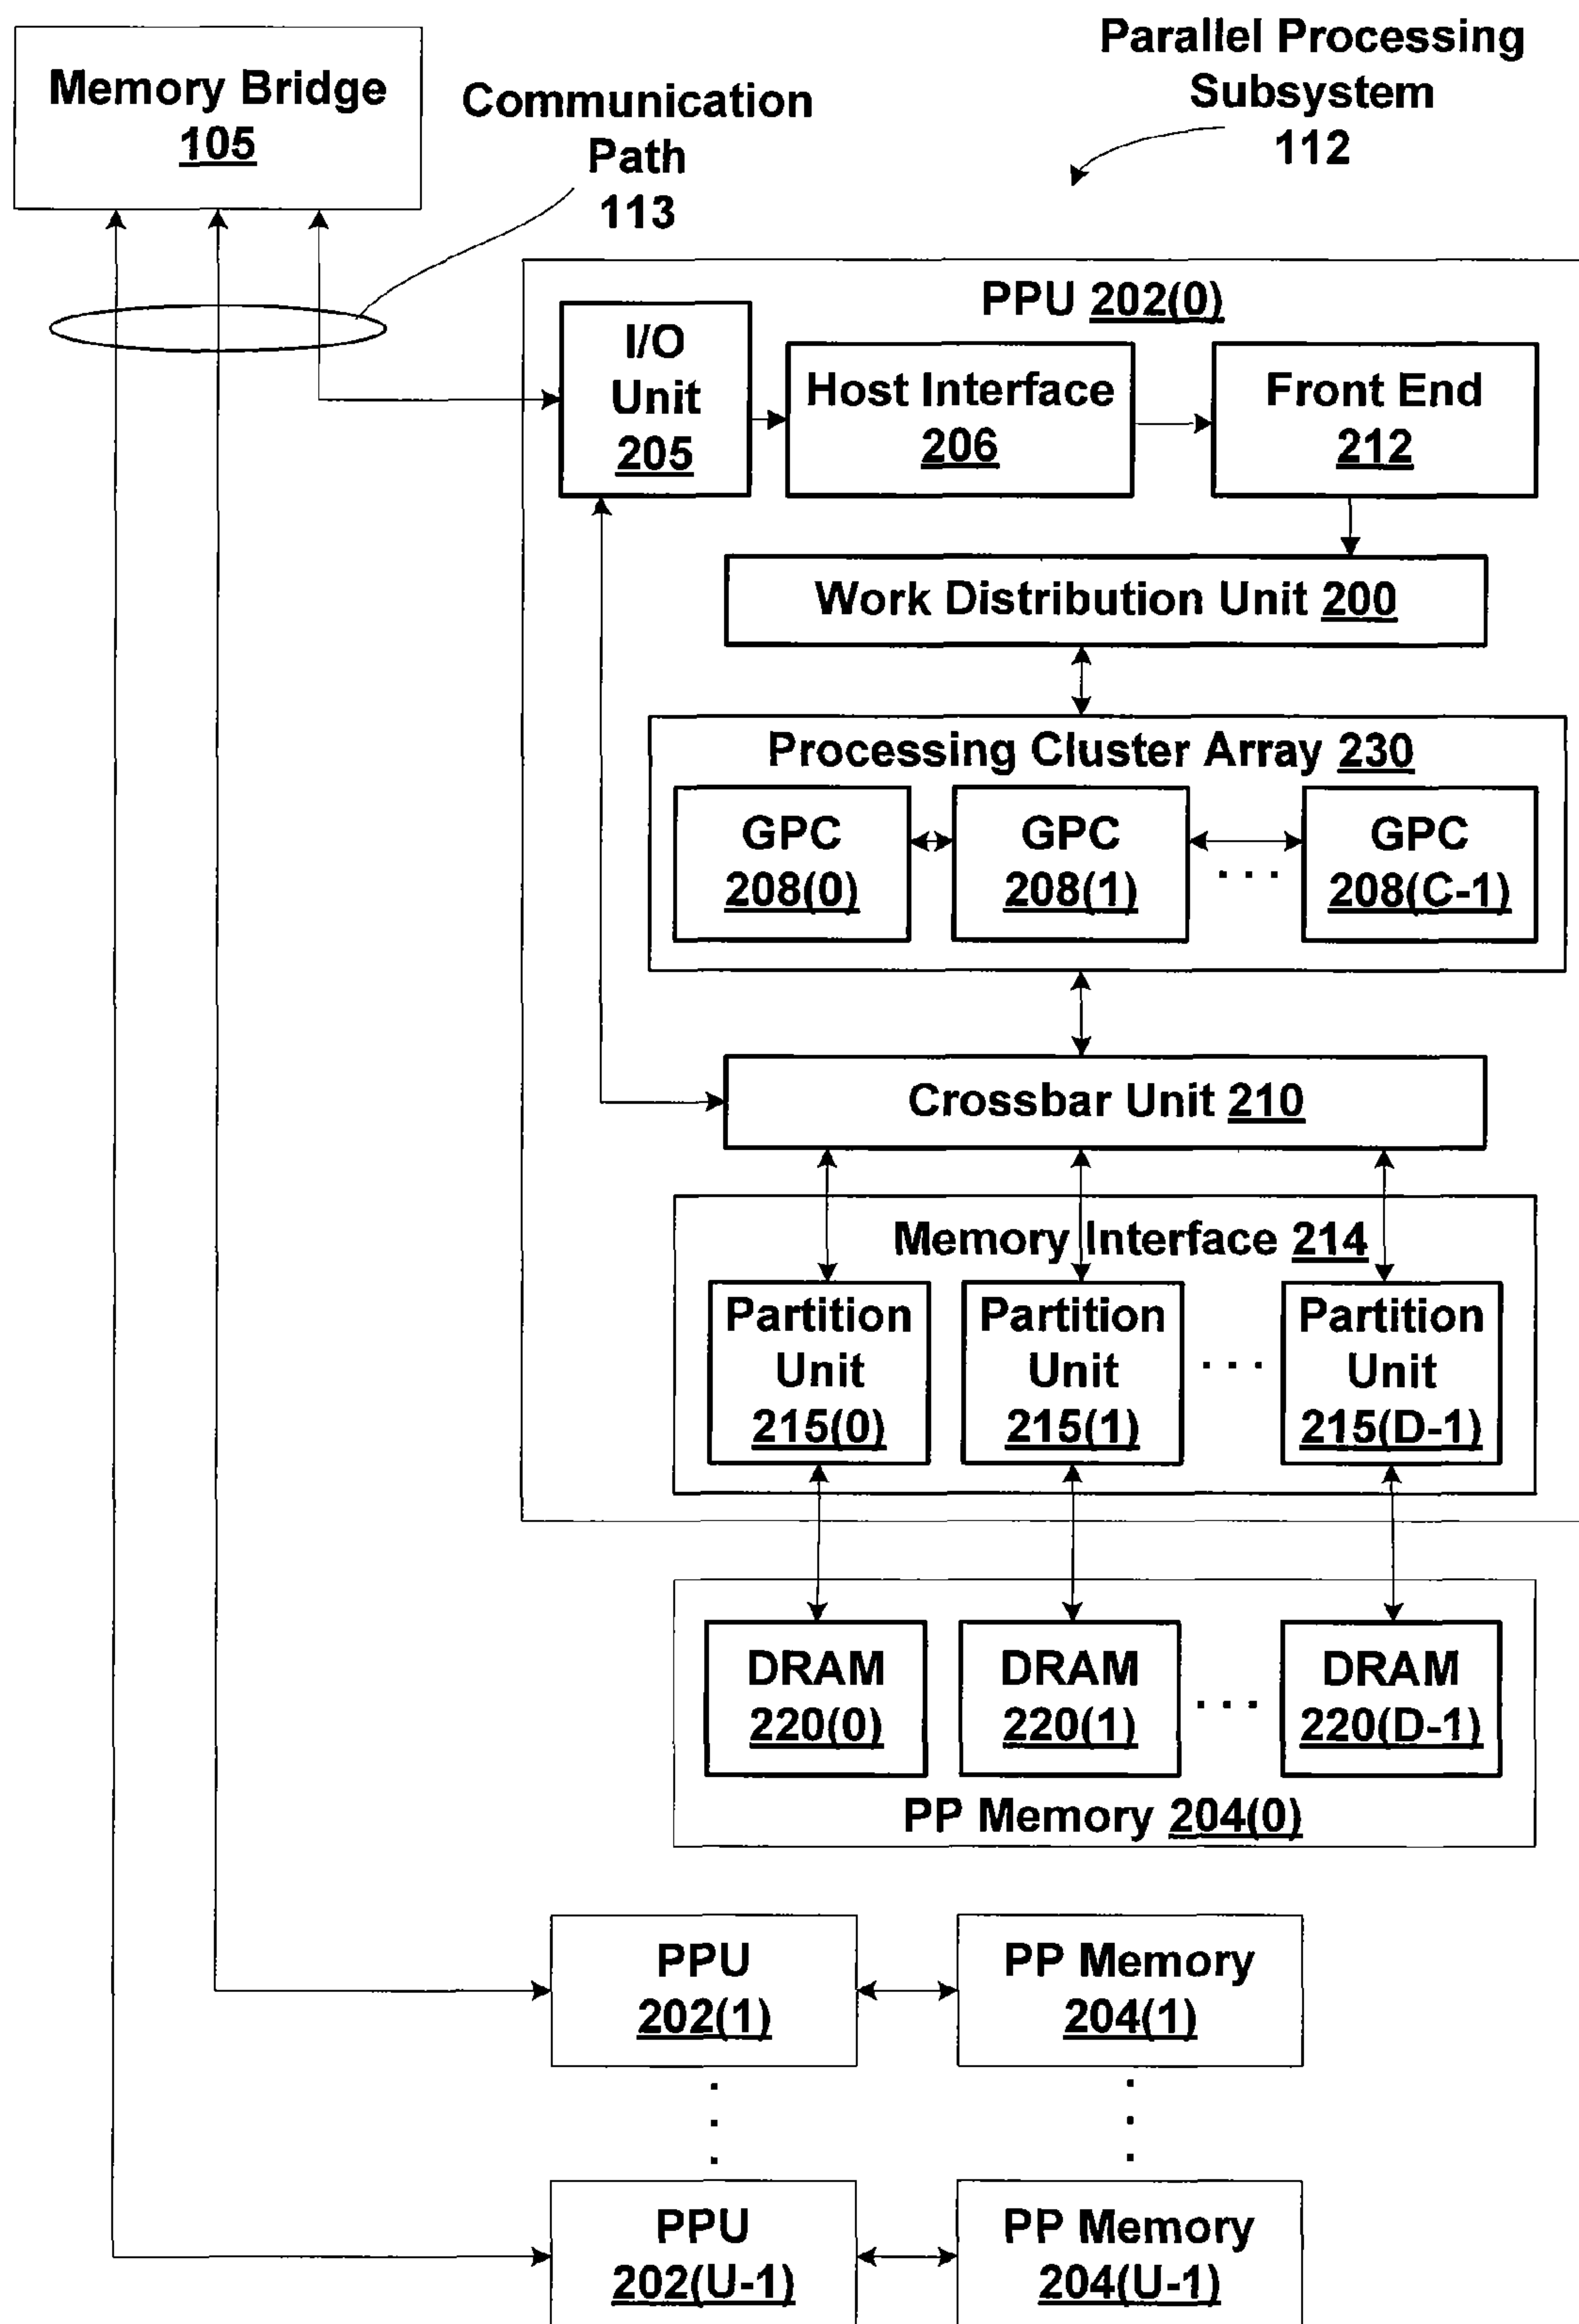 Memory Bridge
105
Communication
Path
113
Parallel Processing
Subsystem
112
PPU 202(0)
I/O
Unit
205
Host Interface
206
Front End
212
Work Distribution Unit 200
Processing Cluster Array 230
GPC
208(0)
GPC
208(1)
. . .
GPC
208(C-1)
Crossbar Unit 210
Memory Interface 214
Partition
Unit
215(0)
Partition
Unit
215(1)
. . .
Partition
Unit
215(D-1)
DRAM
220(0)
DRAM
220(1)
. . .
DRAM
220(D-1)
PP Memory 204(0)
PPU
202(1)
PP Memory
204(1)
PPU
202(U-1)
PP Memory
204(U-1)